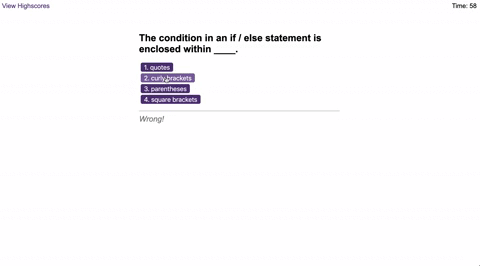 View Highscores
Time: 58
The condition in an if / else statement is
enclosed within ____.
1. quotes
2. curly brackets
3. parentheses
4. square brackets
Wrong!